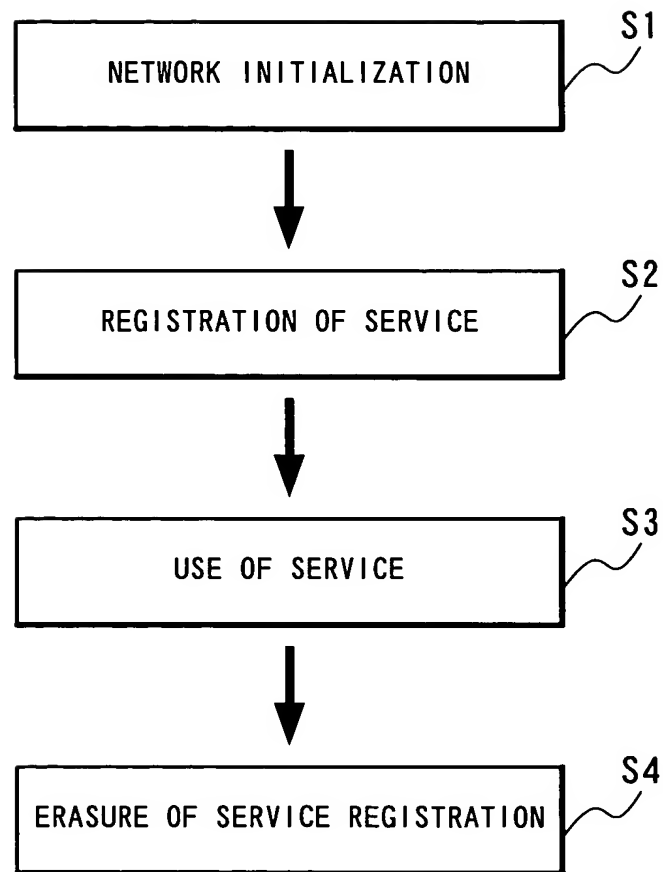 S1
NETWORK INITIALIZATION
S2
REGISTRATION OF SERVICE
S3
USE OF SERVICE
S4
ERASURE OF SERVICE REGISTRATION